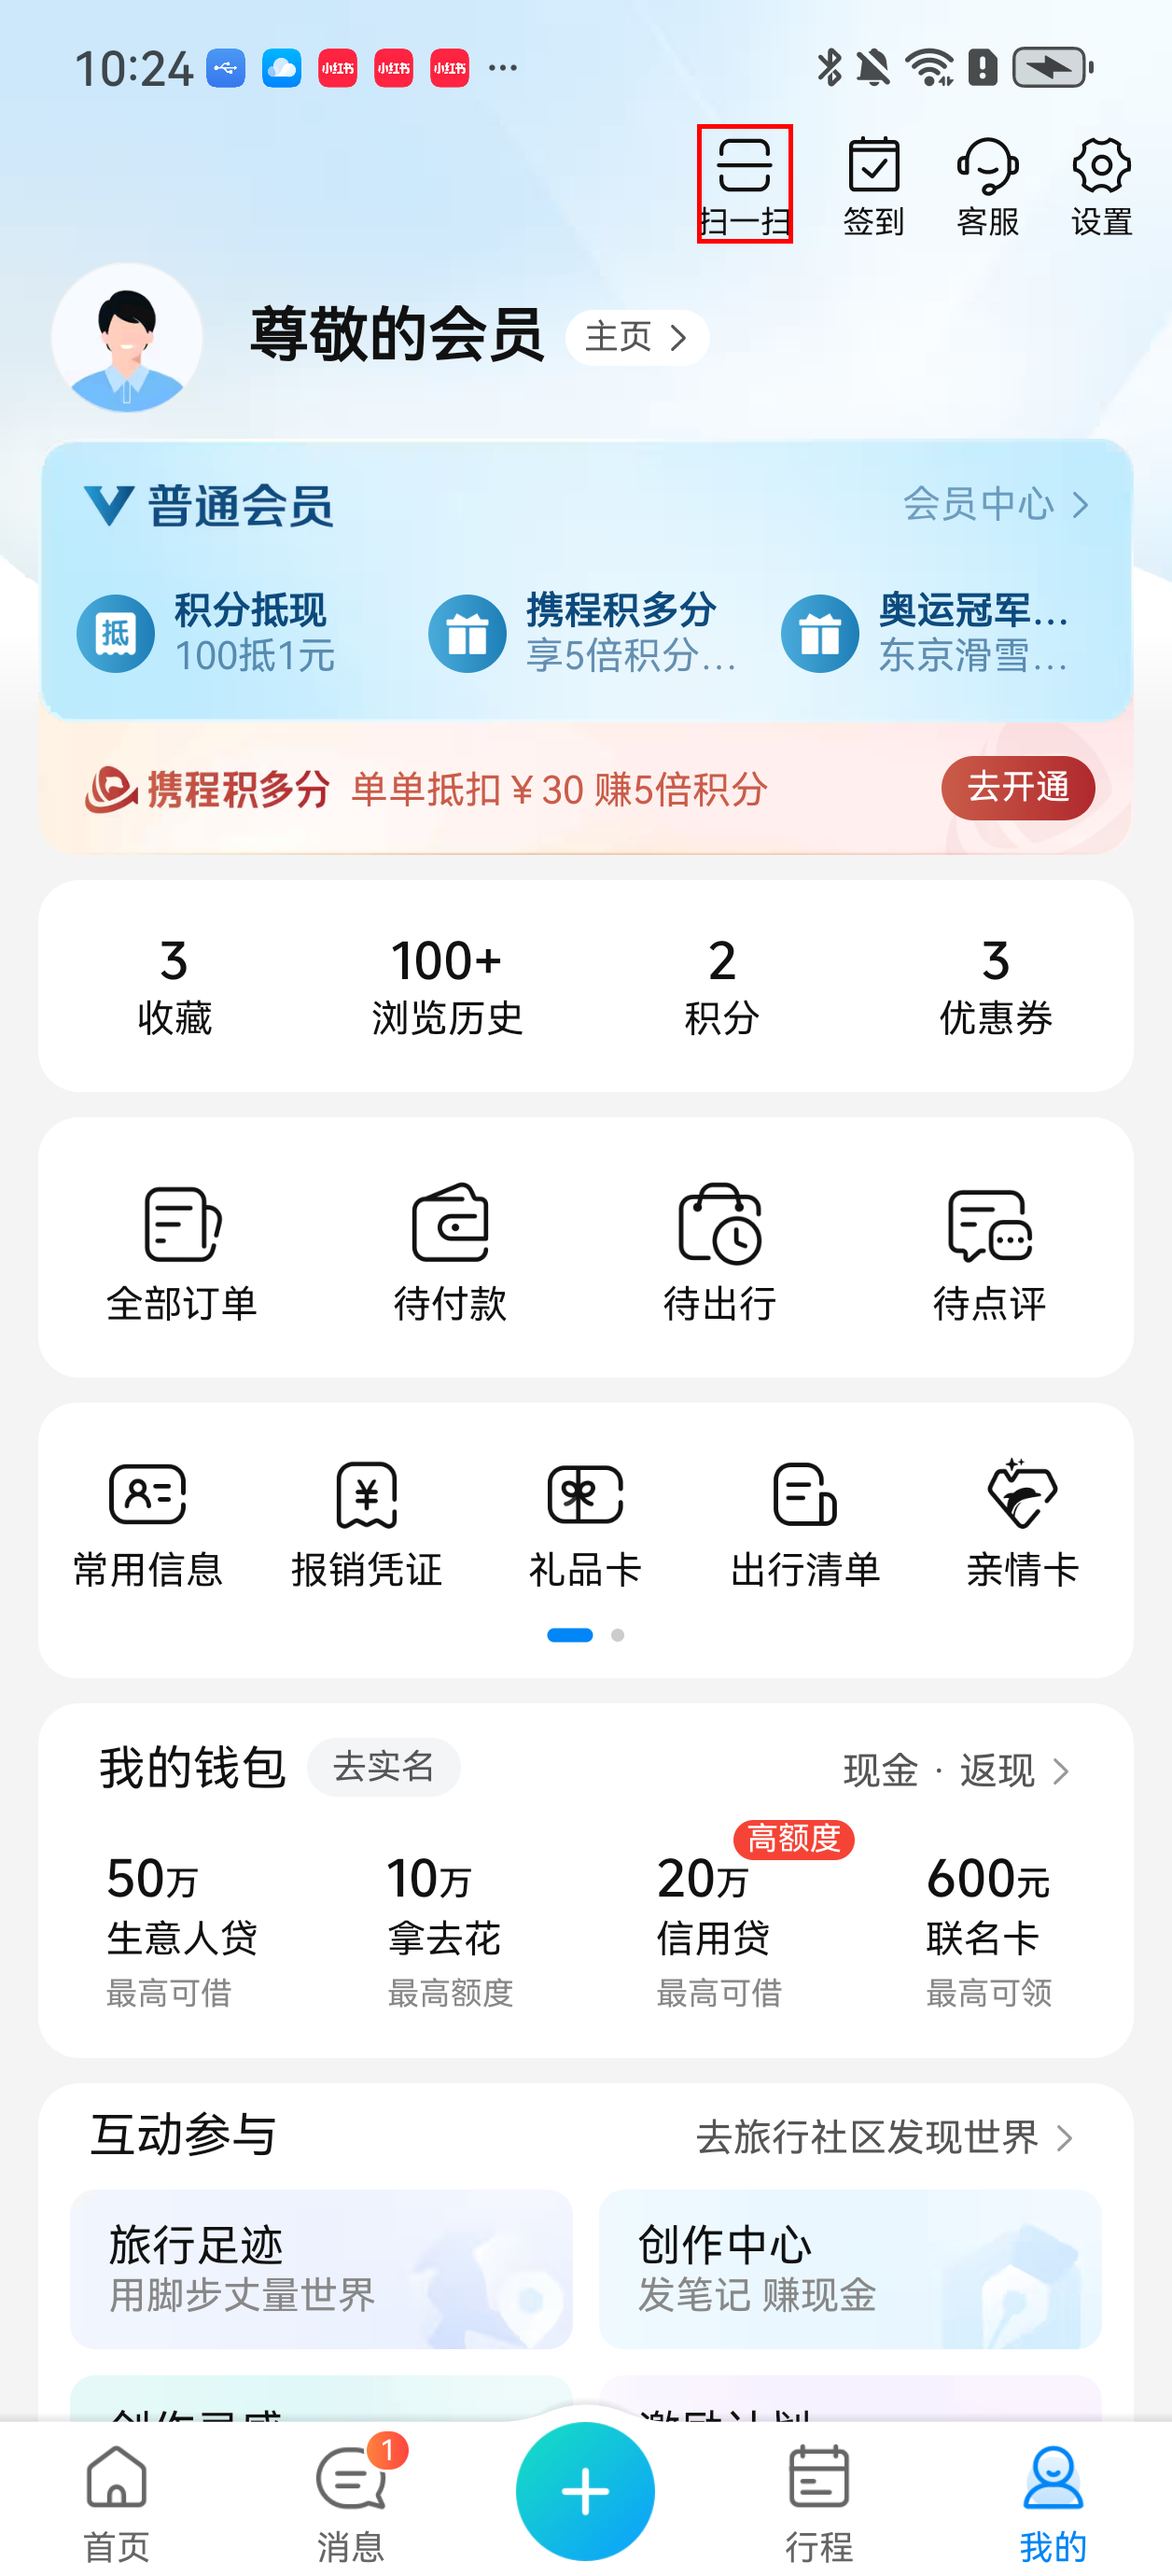 10:24 小红书 小红书 小红书 ···
扫一扫 签到 客服 设置
尊敬的会员 主页
普通会员 会员中心
抵 积分抵现 携程积多分 奥运冠军...
100抵1元 享5倍积分... 东京滑雪...
携程积多分 单单抵扣￥30 赚5倍积分 去开通
3 100+ 2 3
收藏 浏览历史 积分 优惠券
全部订单 待付款 待出行 待点评
常用信息 报销凭证 礼品卡 出行清单 亲情卡
我的钱包 去实名 现金 · 返现
高额度
50万 10万 20万 600元
生意人贷 拿去花 信用贷 联名卡
最高可借 最高额度 最高可借 最高可领
互动参与 去旅行社区发现世界
旅行足迹 创作中心
用脚步丈量世界 发笔记 赚现金
创作灵感 激励计划
1
首页 消息 行程 我的